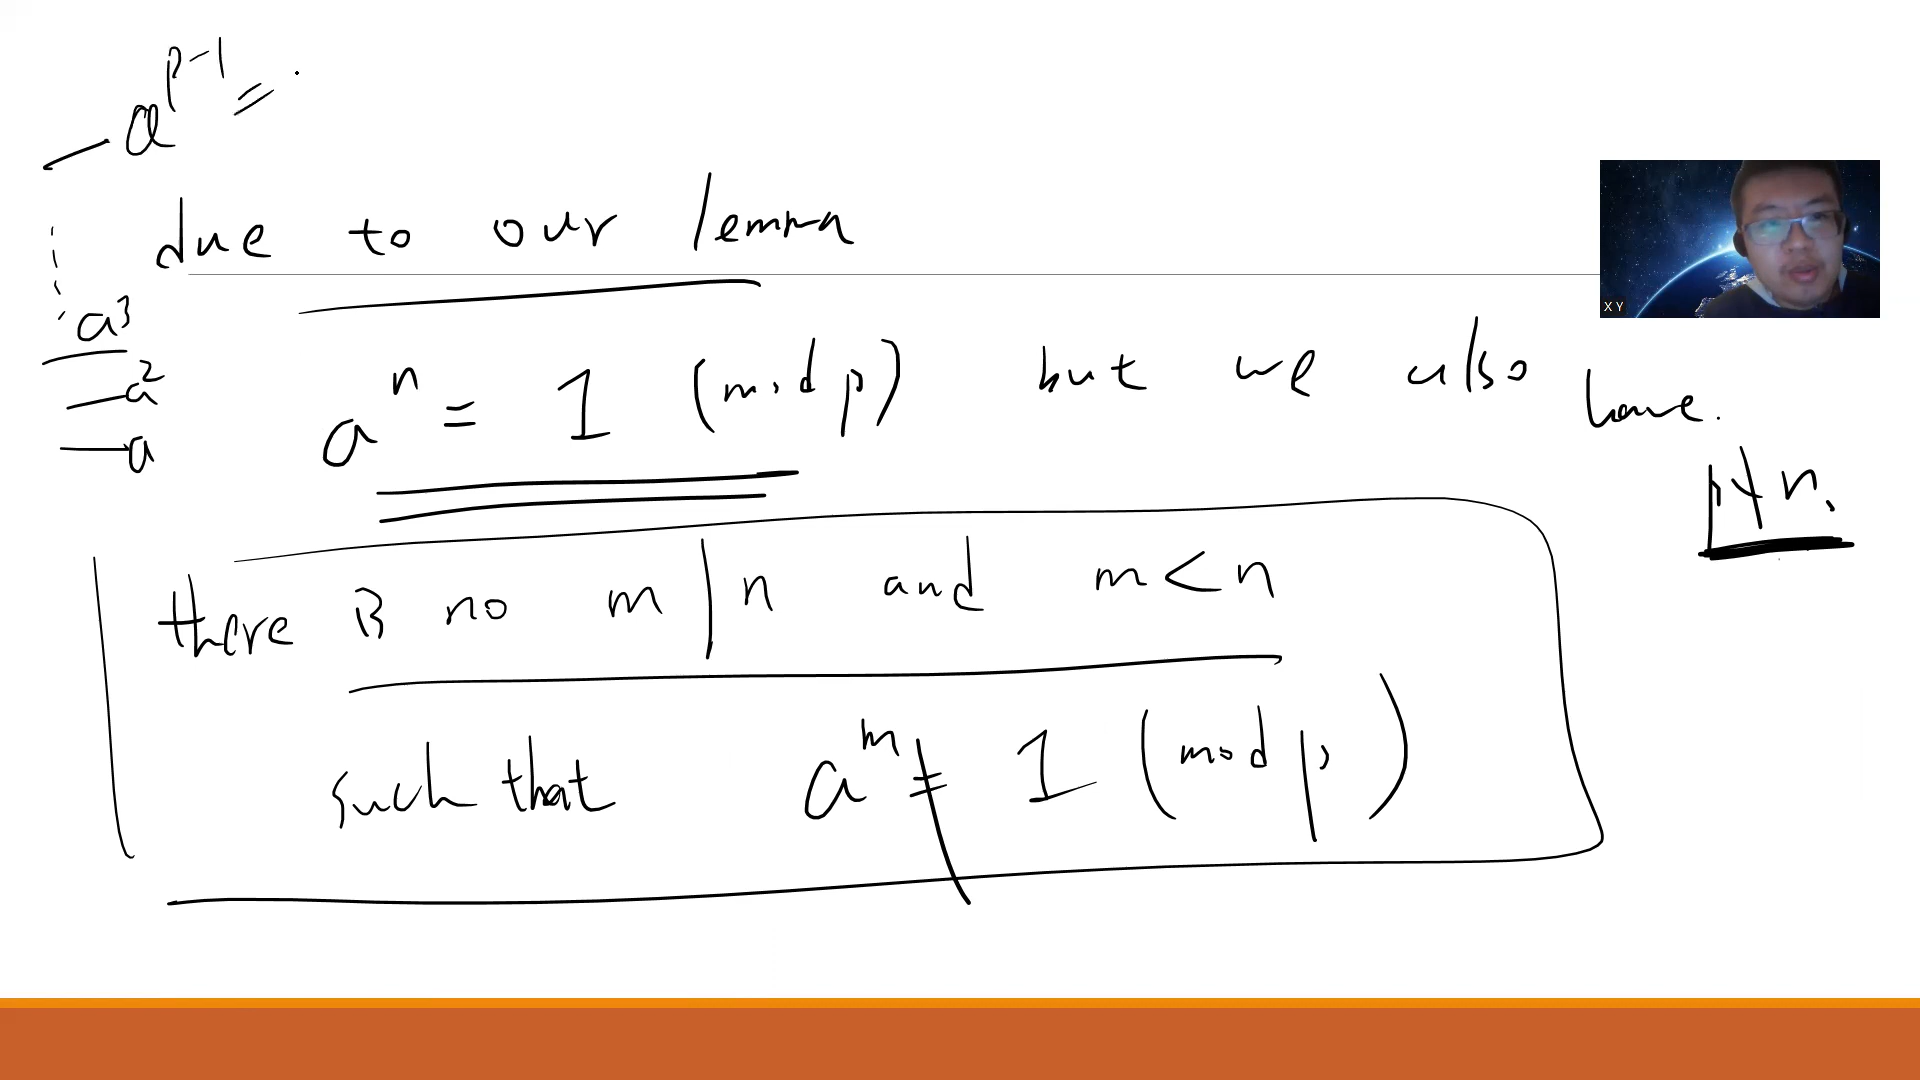 a^{p-1} =
due to our lemma
X Y
a^3
a^2
a
a^n = 1 (mod p) but we also have.
p∤n.
there is no m | n and m < n
such that a^m ≠ 1 (mod p)